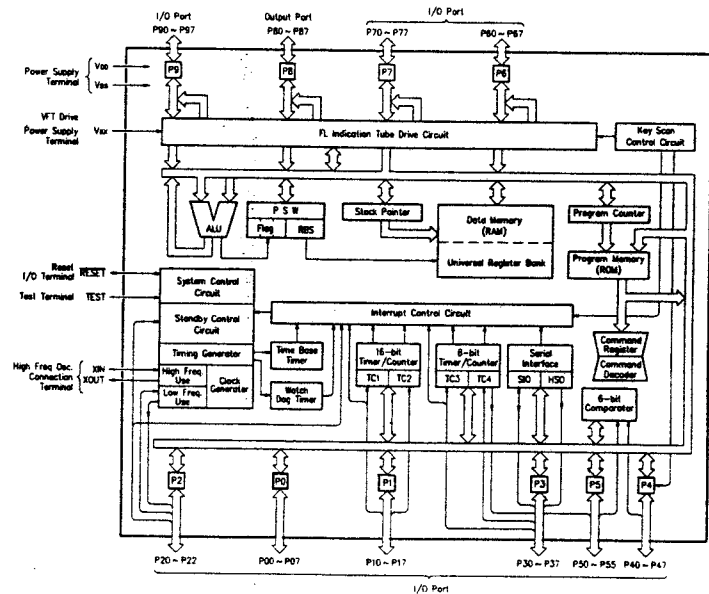 I/O Port
P90 ~ P97
Output Port
P80 ~ P87
I/O Port
P70 ~ P77
P60 ~ P67
Power Supply
Terminal
VDD
VSS
P9
P8
P7
P6
VFT Drive
Power Supply
Terminal
VKK
FL Indication Tube Drive Circuit
Key Scan
Control Circuit
ALU
P S W
Flag
RBS
Stack Pointer
Data Memory
(RAM)
Universal Register Bank
Program Counter
Program Memory
(ROM)
Reset
I/O Terminal
RESET
Test Terminal
TEST
System Control
Circuit
Standby Control
Circuit
Timing Generator
High Freq.
Use
Low Freq.
Use
Clock
Generator
High Freq Osc.
Connection
Terminal
XIN
XOUT
Interrupt Control Circuit
Time Base
Timer
Watch
Dog Timer
16-bit
Timer/Counter
TC1
TC2
8-bit
Timer/Counter
TC3
TC4
Serial
Interface
SIO
HSO
Command
Register
Command
Decoder
6-bit
Comparator
P2
P0
P1
P3
P5
P4
P20 ~ P22
P00 ~ P07
P10 ~ P17
P30 ~ P37
P50 ~ P55
P40 ~ P47
I/O Port